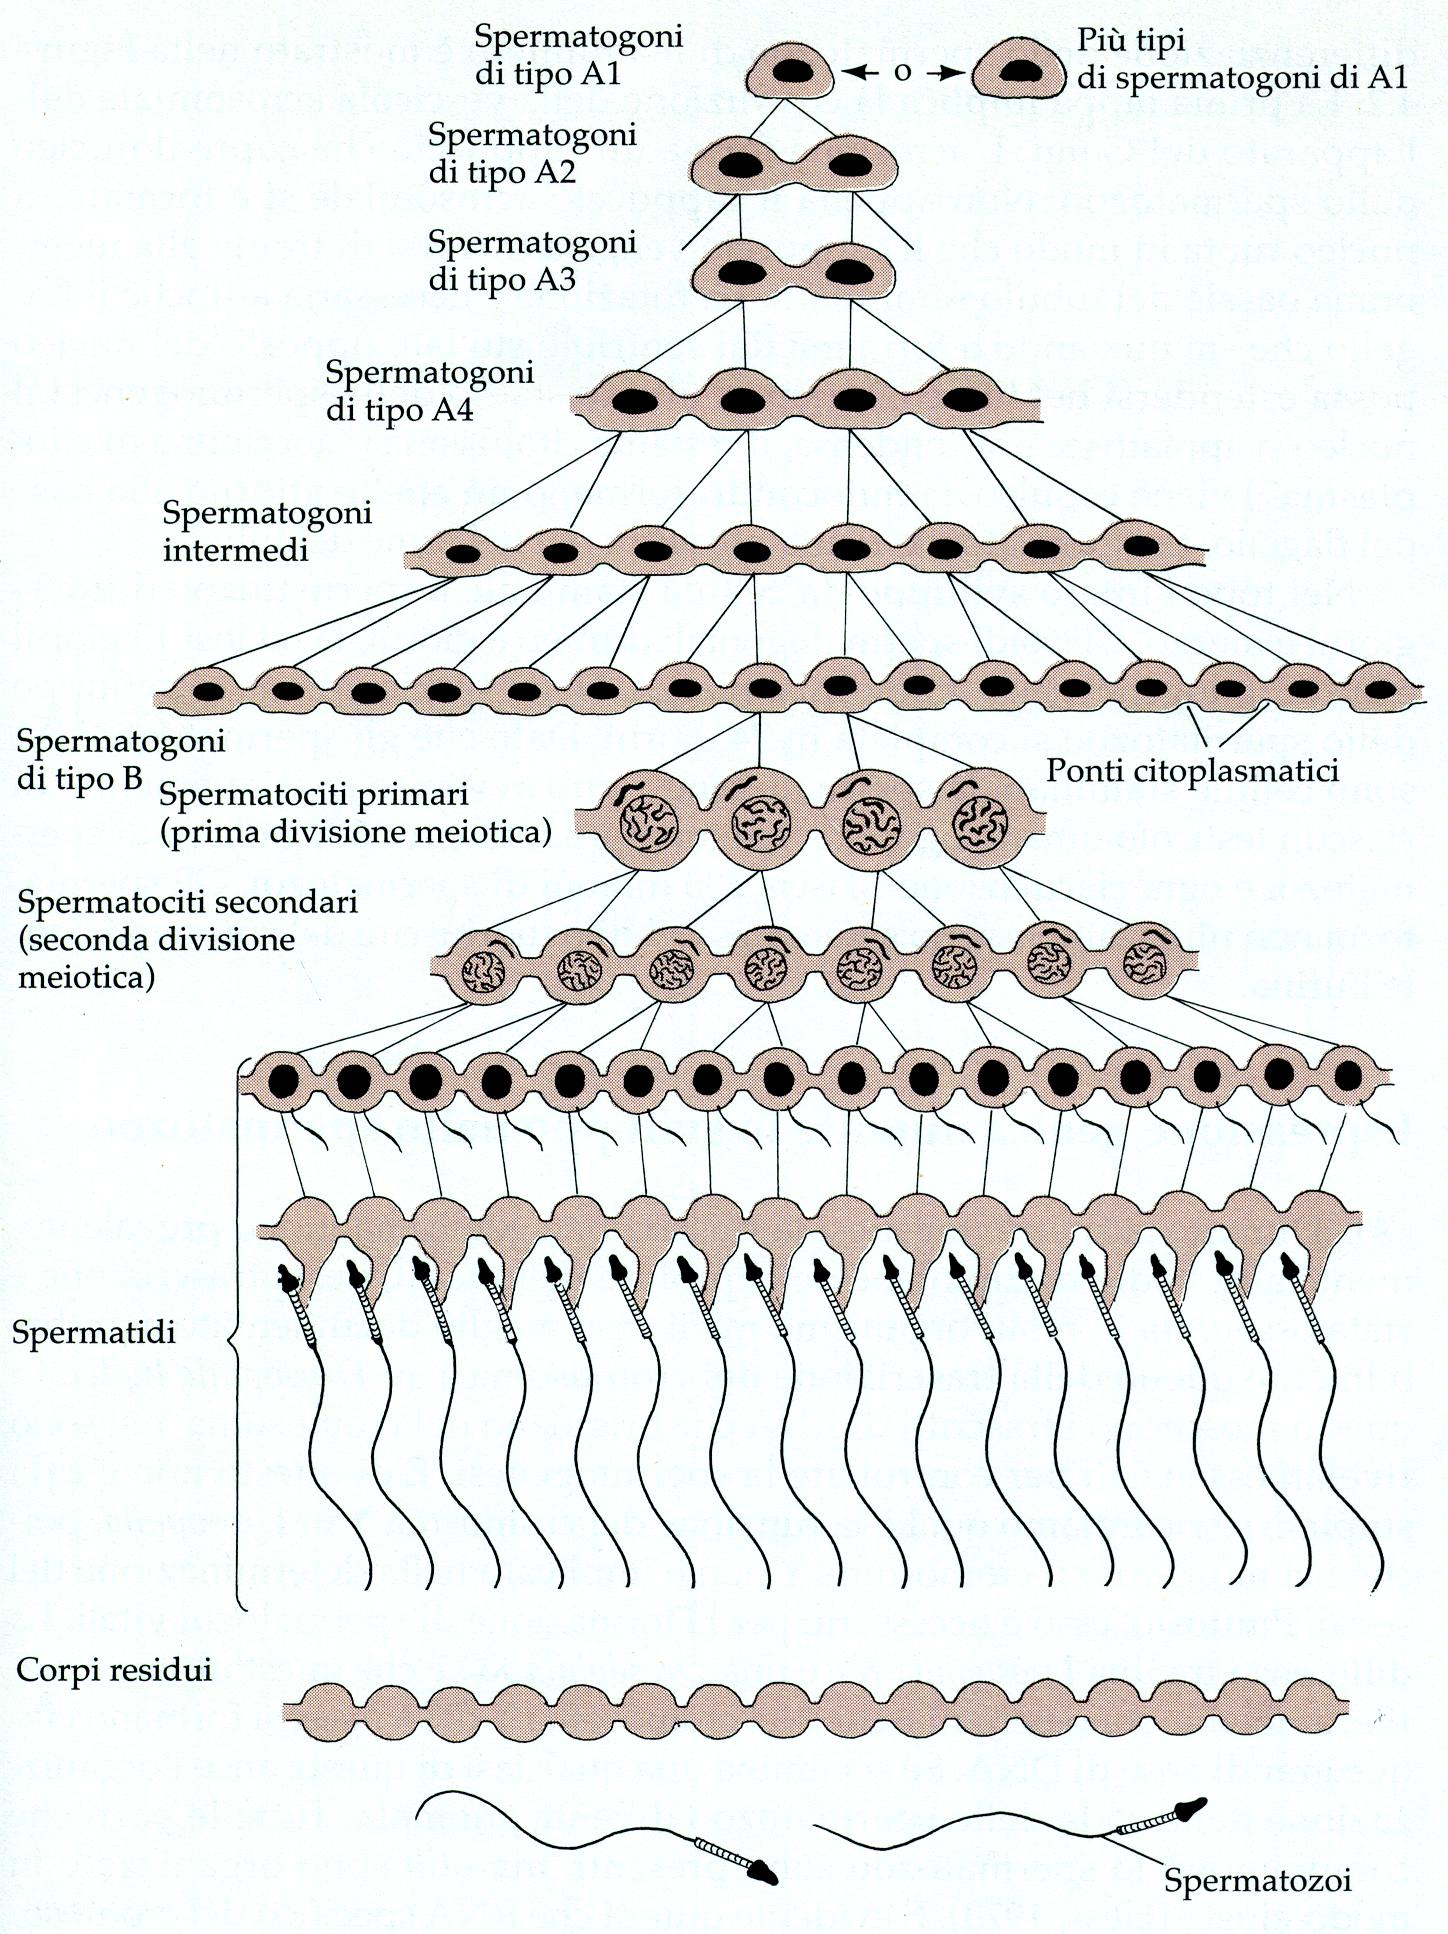 Spermatogoni
di tipo A1
o
Più tipi
di spermatogoni di A1
Spermatogoni
di tipo A2
Spermatogoni
di tipo A3
Spermatogoni
di tipo A4
Spermatogoni
intermedi
Spermatogoni
di tipo B
Ponti citoplasmatici
Spermatociti primari
(prima divisione meiotica)
Spermatociti secondari
(seconda divisione
meiotica)
Spermatidi
Corpi residui
Spermatozoi